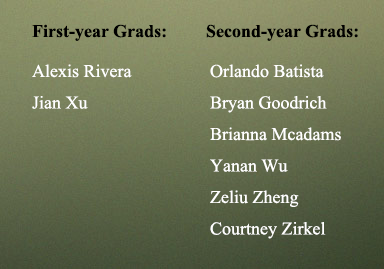 First-year Grads:
Alexis Rivera
Jian Xu
Second-year Grads:
Orlando Batista
Bryan Goodrich
Brianna Mcadams
Yanan Wu
Zeliu Zheng
Courtney Zirkel